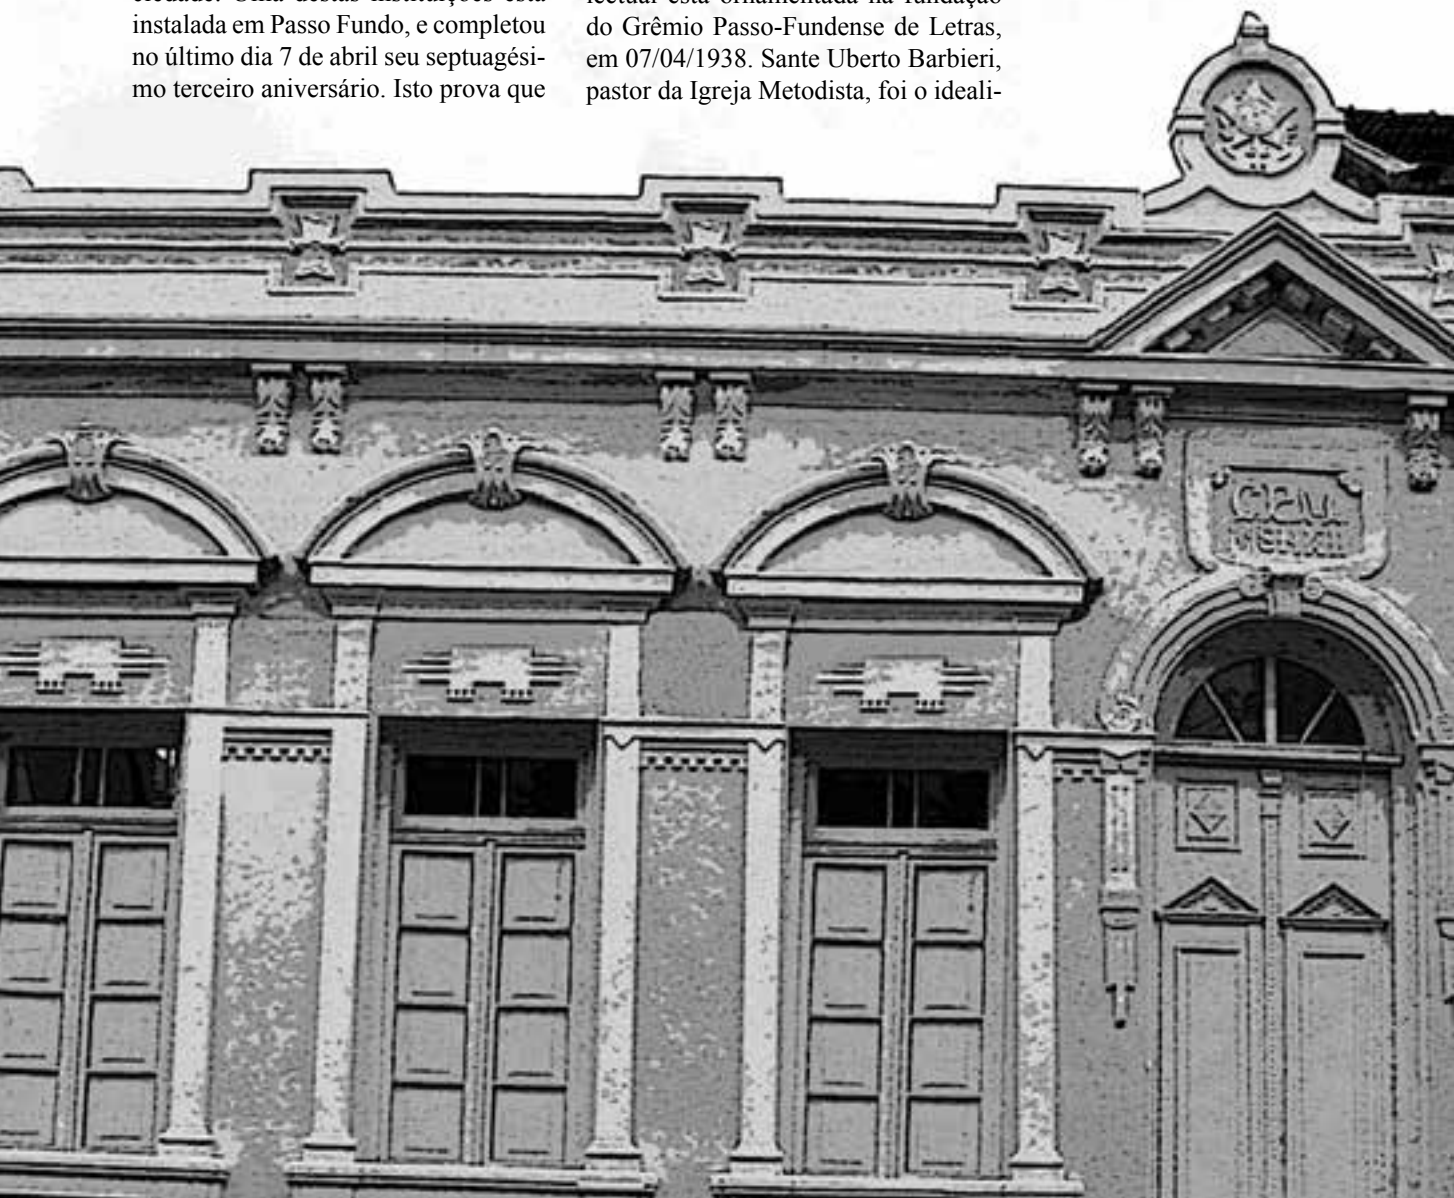 instalada em Passo Fundo, e completou
no último dia 7 de abril seu septuagési-
mo terceiro aniversário. Isto prova que
do Grêmio Passo-Fundense de Letras,
em 07/04/1938. Sante Uberto Barbieri,
pastor da Igreja Metodista, foi o ideali-